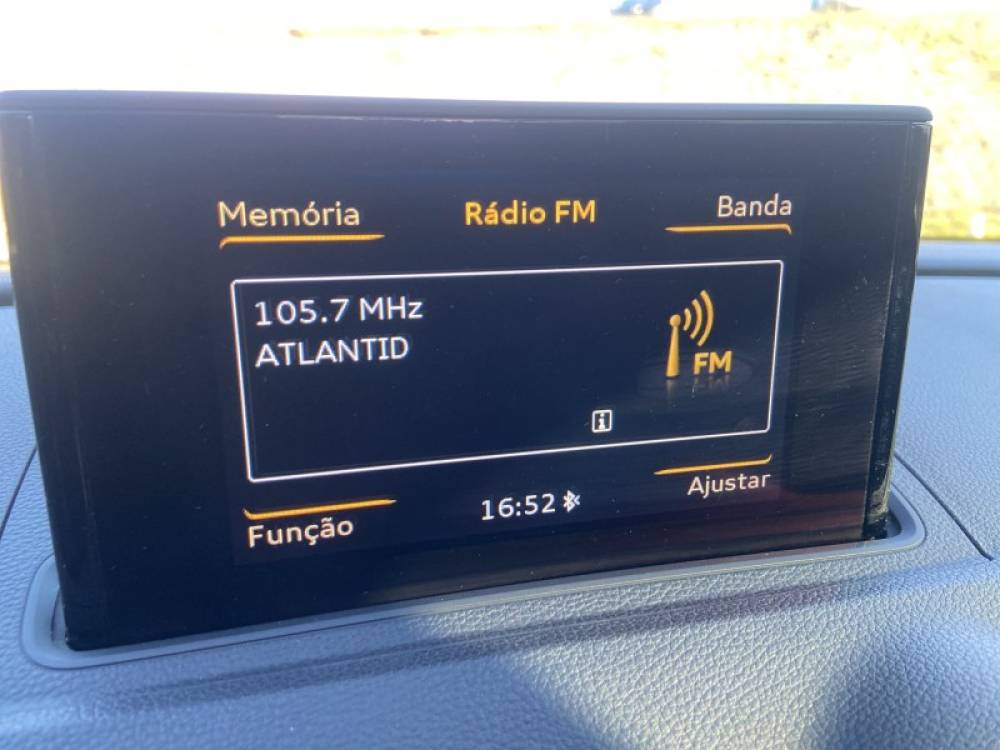 Memória Rádio FM Banda
105.7 MHz
ATLANTID
FM
i
Função 16:52 Ajustar